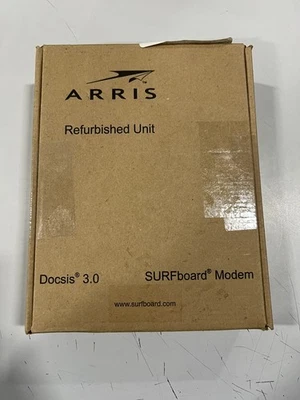 ARRIS
Refurbished Unit
Docsis® 3.0 SURFboard® Modem
www.surfboard.com